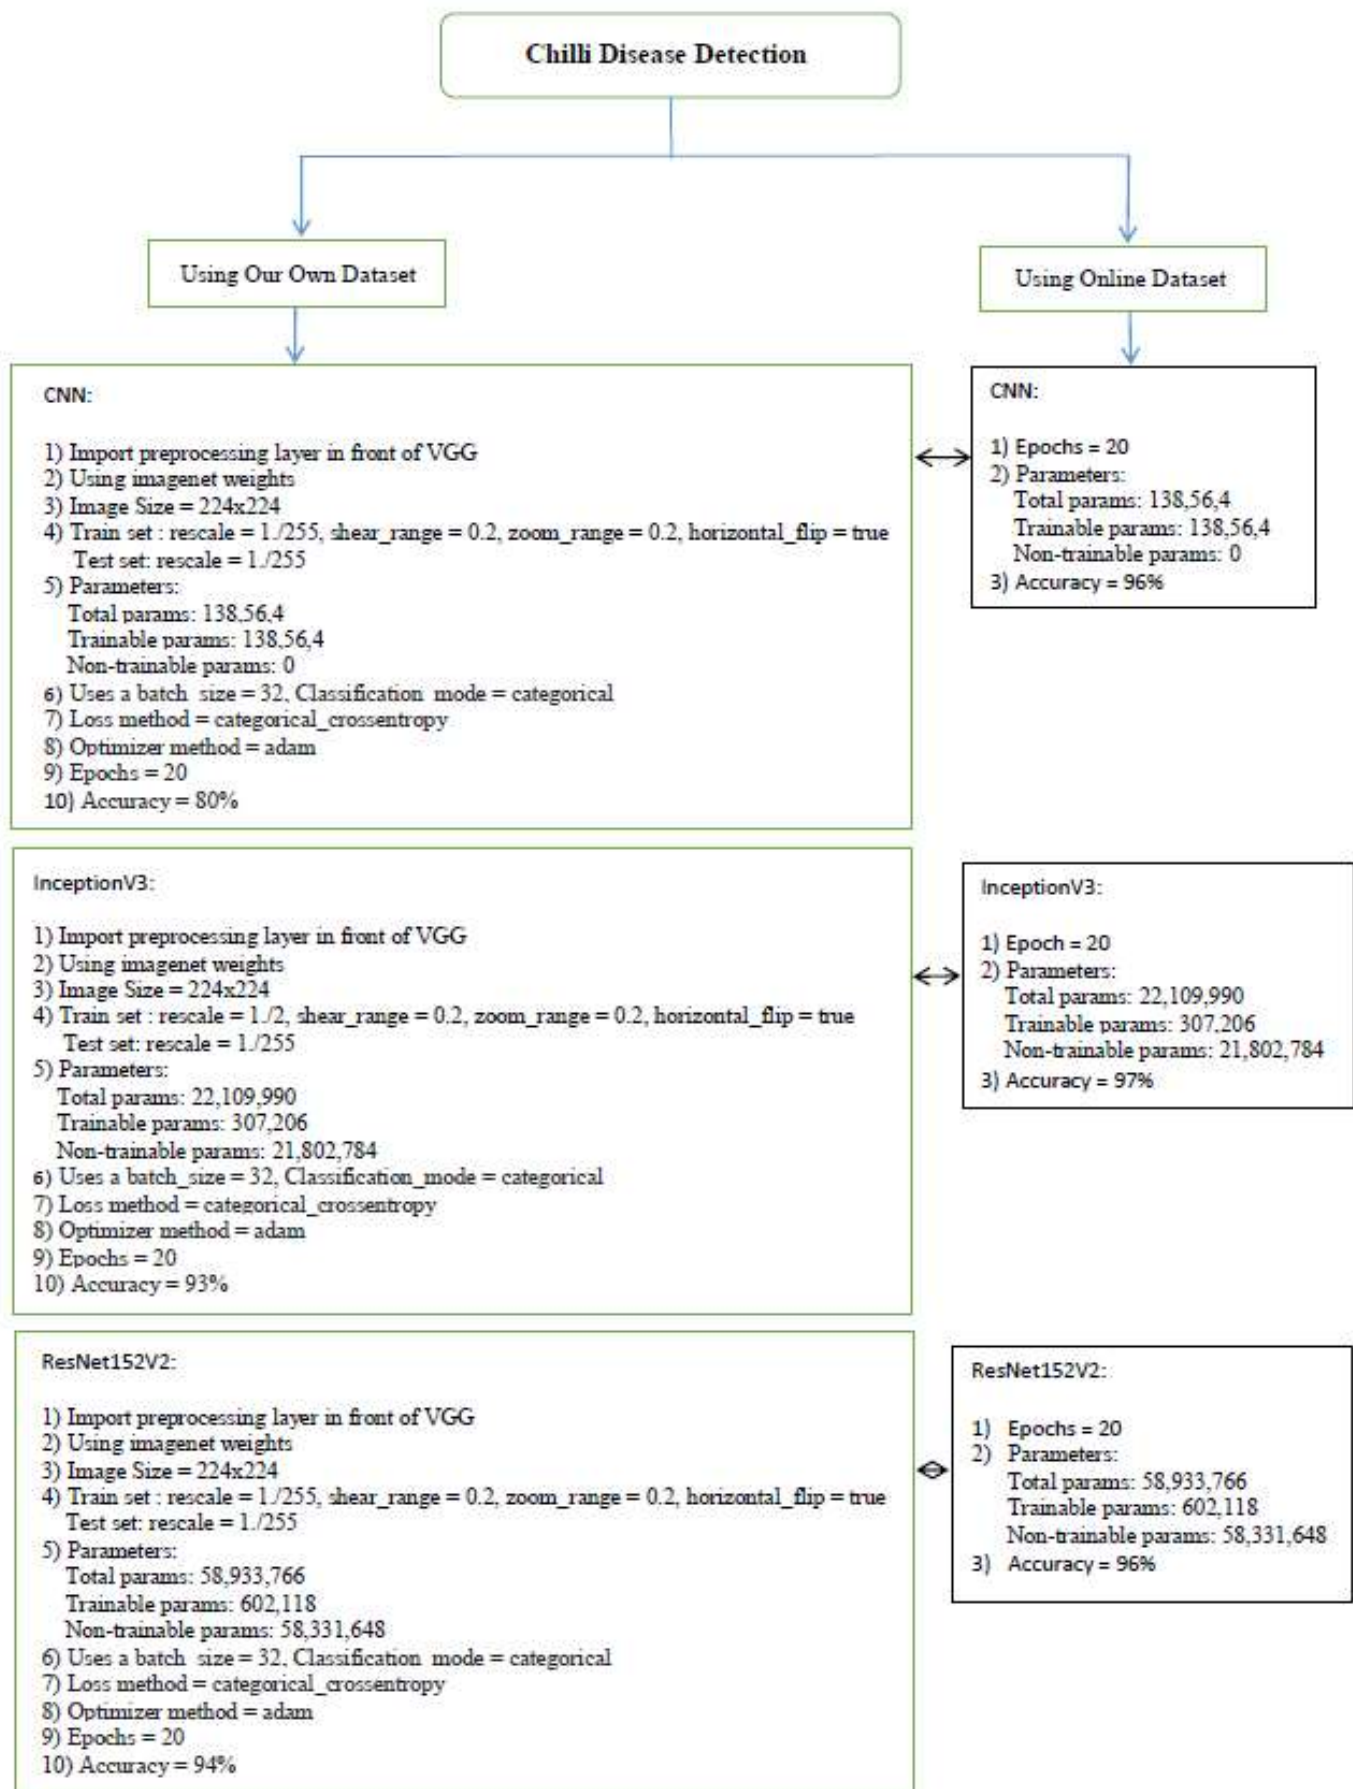 Chilli Disease Detection
Using Our Own Dataset
Using Online Dataset
CNN:
1) Import preprocessing layer in front of VGG
2) Using imagenet weights
3) Image Size = 224x224
4) Train set : rescale = 1./255, shear_range = 0.2, zoom_range = 0.2, horizontal_flip = true
Test set: rescale = 1./255
5) Parameters:
Total params: 138,56,4
Trainable params: 138,56,4
Non-trainable params: 0
6) Uses a batch_size = 32, Classification_mode = categorical
7) Loss method = categorical_crossentropy
8) Optimizer method = adam
9) Epochs = 20
10) Accuracy = 80%
CNN:
1) Epochs = 20
2) Parameters:
Total params: 138,56,4
Trainable params: 138,56,4
Non-trainable params: 0
3) Accuracy = 96%
InceptionV3:
1) Import preprocessing layer in front of VGG
2) Using imagenet weights
3) Image Size = 224x224
4) Train set : rescale = 1./2, shear_range = 0.2, zoom_range = 0.2, horizontal_flip = true
Test set: rescale = 1./255
5) Parameters:
Total params: 22,109,990
Trainable params: 307,206
Non-trainable params: 21,802,784
6) Uses a batch_size = 32, Classification_mode = categorical
7) Loss method = categorical_crossentropy
8) Optimizer method = adam
9) Epochs = 20
10) Accuracy = 93%
InceptionV3:
1) Epoch = 20
2) Parameters:
Total params: 22,109,990
Trainable params: 307,206
Non-trainable params: 21,802,784
3) Accuracy = 97%
ResNet152V2:
1) Import preprocessing layer in front of VGG
2) Using imagenet weights
3) Image Size = 224x224
4) Train set : rescale = 1./255, shear_range = 0.2, zoom_range = 0.2, horizontal_flip = true
Test set: rescale = 1./255
5) Parameters:
Total params: 58,933,766
Trainable params: 602,118
Non-trainable params: 58,331,648
6) Uses a batch_size = 32, Classification_mode = categorical
7) Loss method = categorical_crossentropy
8) Optimizer method = adam
9) Epochs = 20
10) Accuracy = 94%
ResNet152V2:
1) Epochs = 20
2) Parameters:
Total params: 58,933,766
Trainable params: 602,118
Non-trainable params: 58,331,648
3) Accuracy = 96%